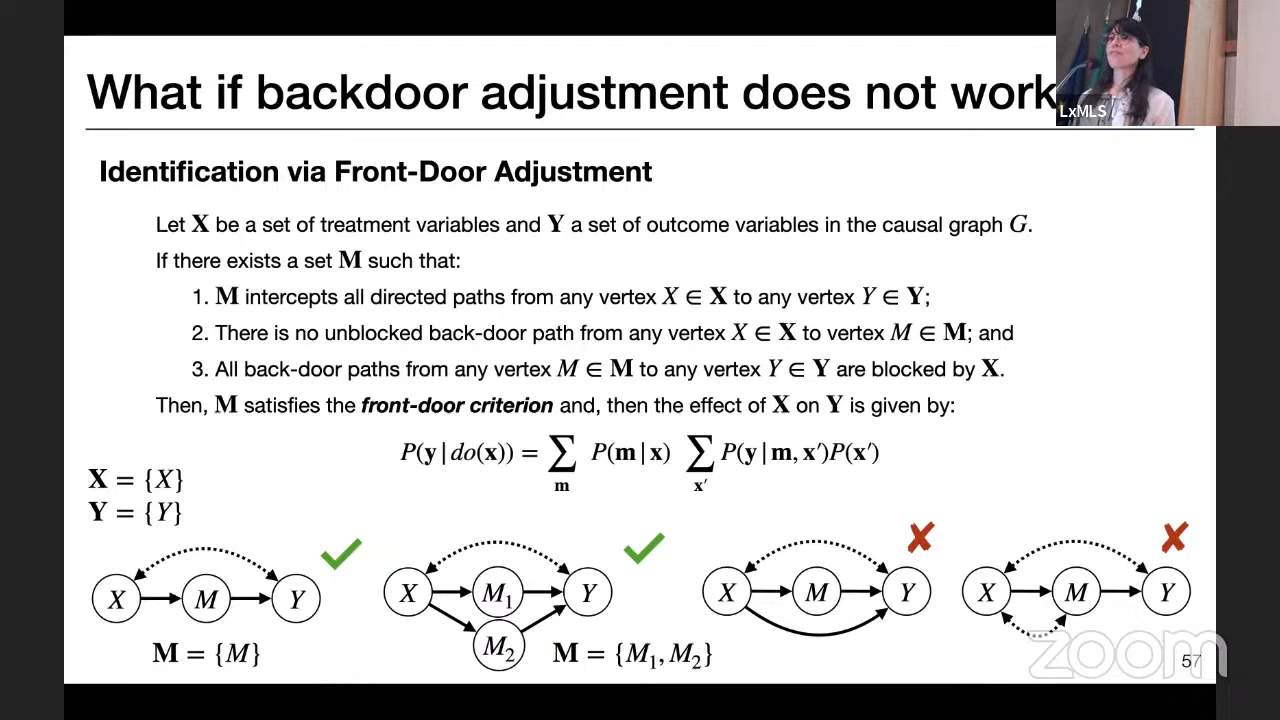 What if backdoor adjustment does not work
LxMLS
Identification via Front-Door Adjustment
Let X be a set of treatment variables and Y a set of outcome variables in the causal graph G.
If there exists a set M such that:
1. M intercepts all directed paths from any vertex X ∈ X to any vertex Y ∈ Y;
2. There is no unblocked back-door path from any vertex X ∈ X to vertex M ∈ M; and
3. All back-door paths from any vertex M ∈ M to any vertex Y ∈ Y are blocked by X.
Then, M satisfies the front-door criterion and, then the effect of X on Y is given by:
P(y | do(x)) = ∑_m P(m | x) ∑_x′ P(y | m, x′)P(x′)
X = {X}
Y = {Y}
X M Y
M = {M}
X M₁ Y
M₂
M = {M₁, M₂}
X M Y
X M Y
zoom
57